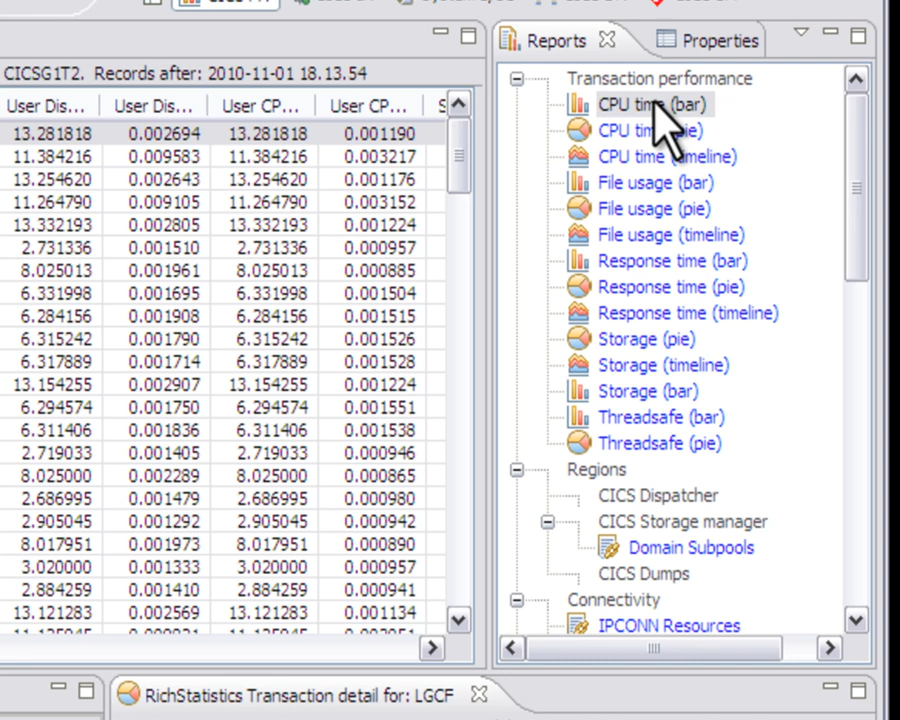 CICSG1T2. Records after: 2010-11-01 18.13.54
User Dis... User Dis... User CP... User CP... S
13.281818 0.002694 13.281818 0.001190
11.384216 0.009583 11.384216 0.003217
13.254620 0.002643 13.254620 0.001176
11.264790 0.009105 11.264790 0.003152
13.332193 0.002805 13.332193 0.001224
2.731336 0.001510 2.731336 0.000957
8.025013 0.001961 8.025013 0.000885
6.331998 0.001695 6.331998 0.001504
6.284156 0.001908 6.284156 0.001515
6.315242 0.001790 6.315242 0.001526
6.317889 0.001714 6.317889 0.001528
13.154255 0.002907 13.154255 0.001224
6.294574 0.001750 6.294574 0.001551
6.311406 0.001836 6.311406 0.001538
2.719033 0.001405 2.719033 0.000946
8.025000 0.002289 8.025000 0.000865
2.686995 0.001479 2.686995 0.000980
2.905045 0.001292 2.905045 0.000942
8.017951 0.001973 8.017951 0.000890
3.020000 0.001333 3.020000 0.000957
2.884259 0.001410 2.884259 0.000941
13.121283 0.002569 13.121283 0.001134
Reports Properties
Transaction performance
CPU time (bar)
CPU (pie)
CPU time (timeline)
File usage (bar)
File usage (pie)
File usage (timeline)
Response time (bar)
Response time (pie)
Response time (timeline)
Storage (pie)
Storage (timeline)
Storage (bar)
Threadsafe (bar)
Threadsafe (pie)
Regions
CICS Dispatcher
CICS Storage manager
Domain Subpools
CICS Dumps
Connectivity
IPCONN Resources
RichStatistics Transaction detail for: LGCF